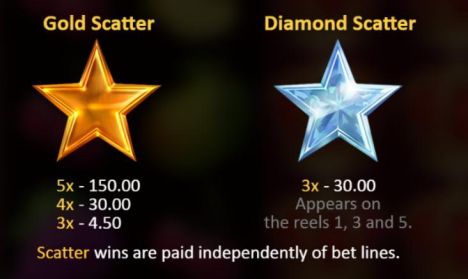 Gold Scatter
5x - 150.00
4x - 30.00
3x - 4.50
Diamond Scatter
3x - 30.00
Appears on
the reels 1, 3 and 5.
Scatter wins are paid independently of bet lines.